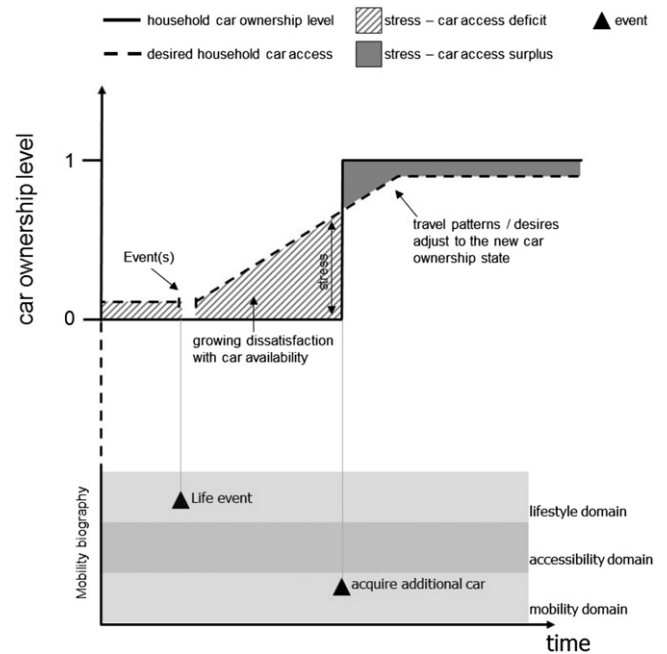 household car ownership level
stress – car access deficit
event
desired household car access
stress – car access surplus
car ownership level
1
0
Event(s)
stress
travel patterns / desires
adjust to the new car
ownership state
growing dissatisfaction
with car availability
Mobility biography
Life event
lifestyle domain
accessibility domain
acquire additional car
mobility domain
time